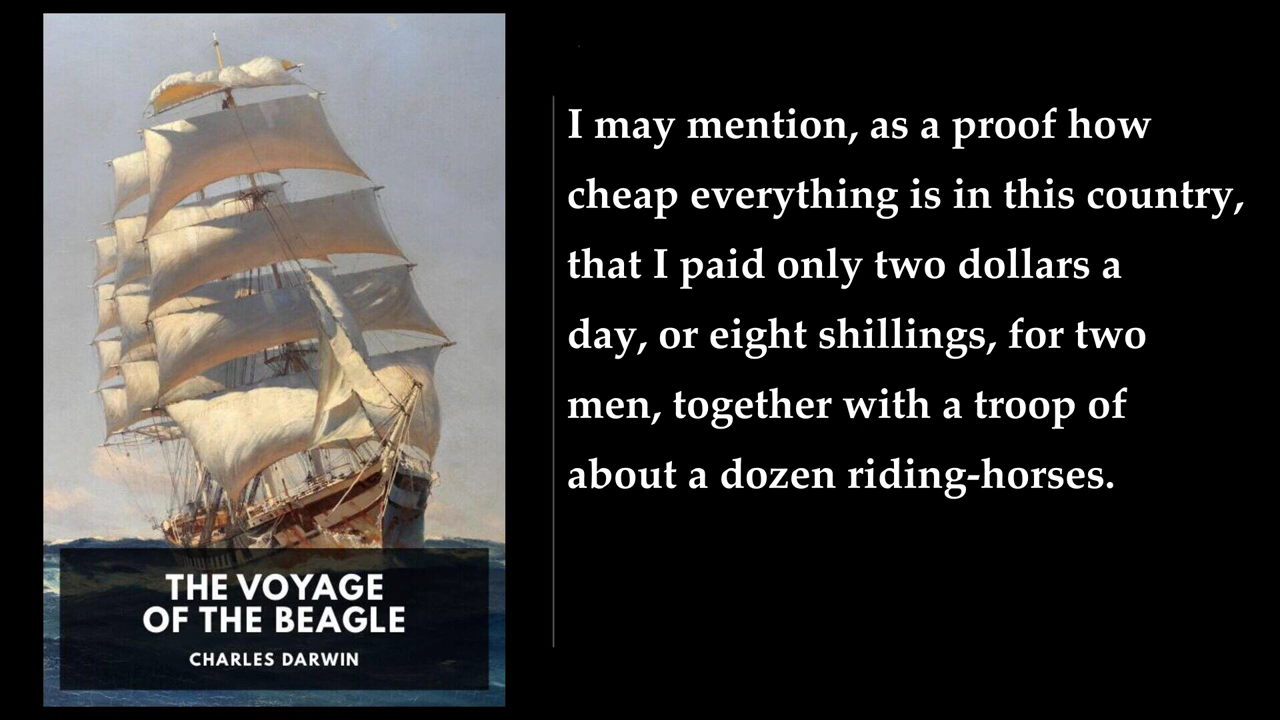 THE VOYAGE
OF THE BEAGLE
CHARLES DARWIN
I may mention, as a proof how
cheap everything is in this country,
that I paid only two dollars a
day, or eight shillings, for two
men, together with a troop of
about a dozen riding-horses.